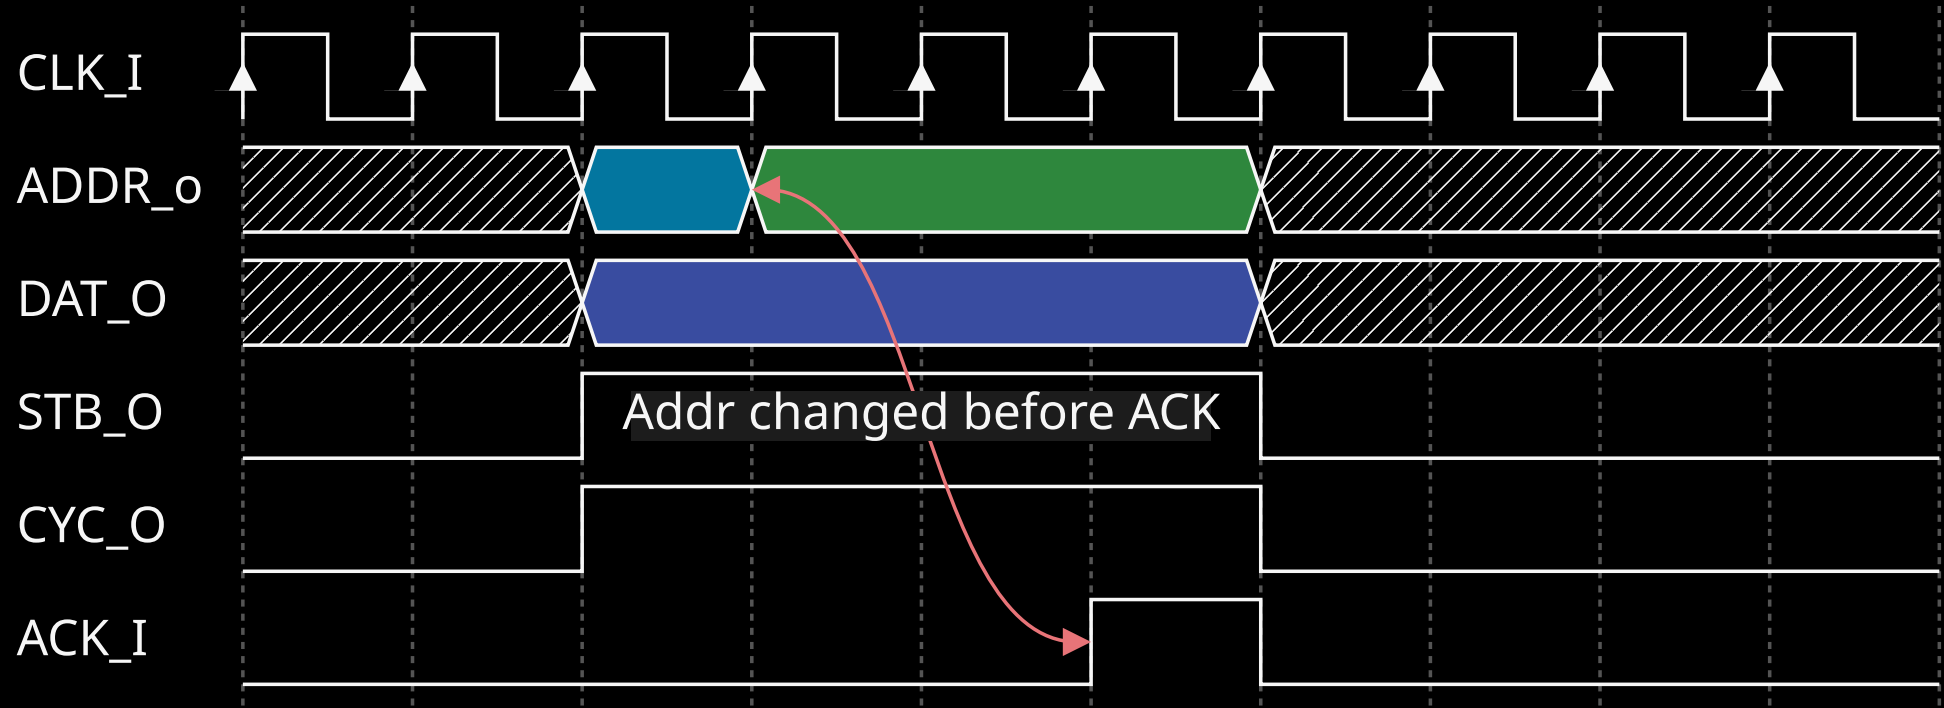 CLK_I
ADDR_o
DAT_O
STB_O
Addr changed before ACK
CYC_O
ACK_I